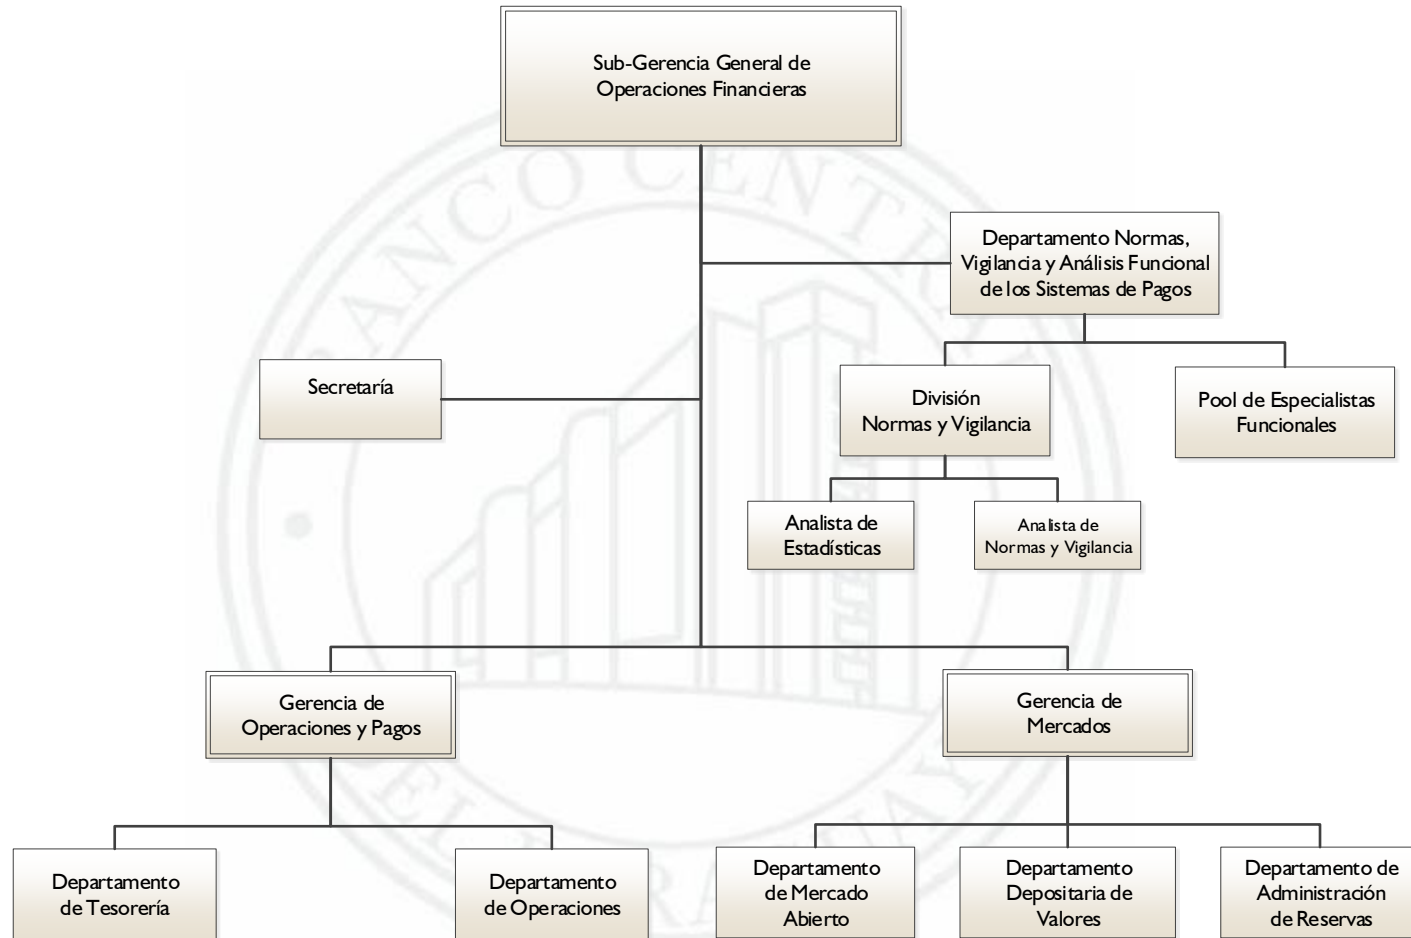 Sub-Gerencia General de
Operaciones Financieras
Departamento Normas,
Vigilancia y Análisis Funcional
de los Sistemas de Pagos
Secretaría
División
Normas y Vigilancia
Pool de Especialistas
Funcionales
Analista de
Estadísticas
Analista de
Normas y Vigilancia
Gerencia de
Operaciones y Pagos
Gerencia de
Mercados
Departamento
de Tesorería
Departamento
de Operaciones
Departamento
de Mercado
Abierto
Departamento
Depositaria de
Valores
Departamento de
Administración
de Reservas
BANCO CENTRAL